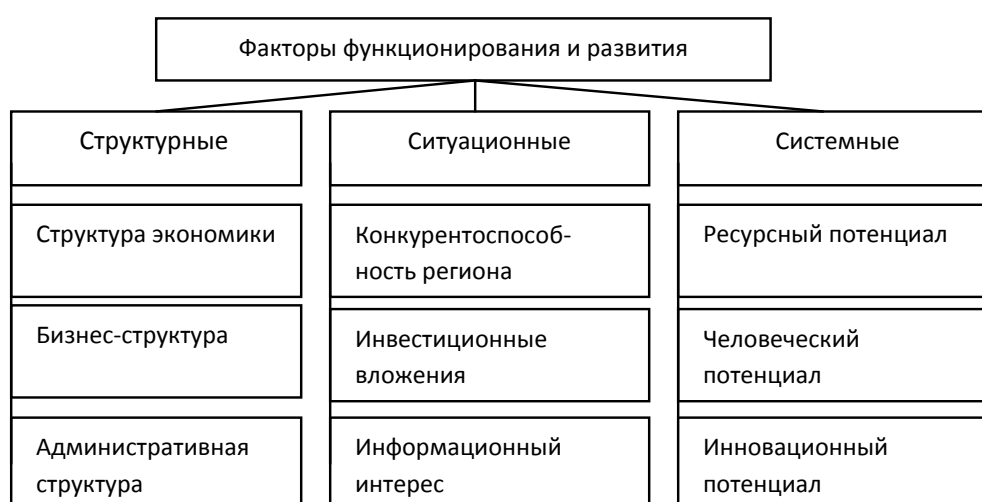 Факторы функционирования и развития
Структурные
Ситуационные
Системные
Структура экономики
Конкурентоспособ-
ность региона
Ресурсный потенциал
Бизнес-структура
Инвестиционные
вложения
Человеческий
потенциал
Административная
структура
Информационный
интерес
Инновационный
потенциал